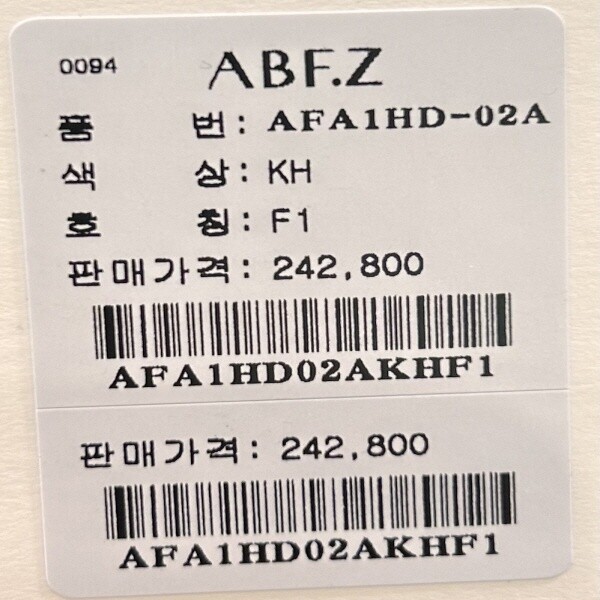 0094 ABF.Z
품 번: AFA1HD-02A
색 상: KH
호 칭: F1
판매가격: 242,800
AFA1HD02AKHF1
판매가격: 242,800
AFA1HD02AKHF1